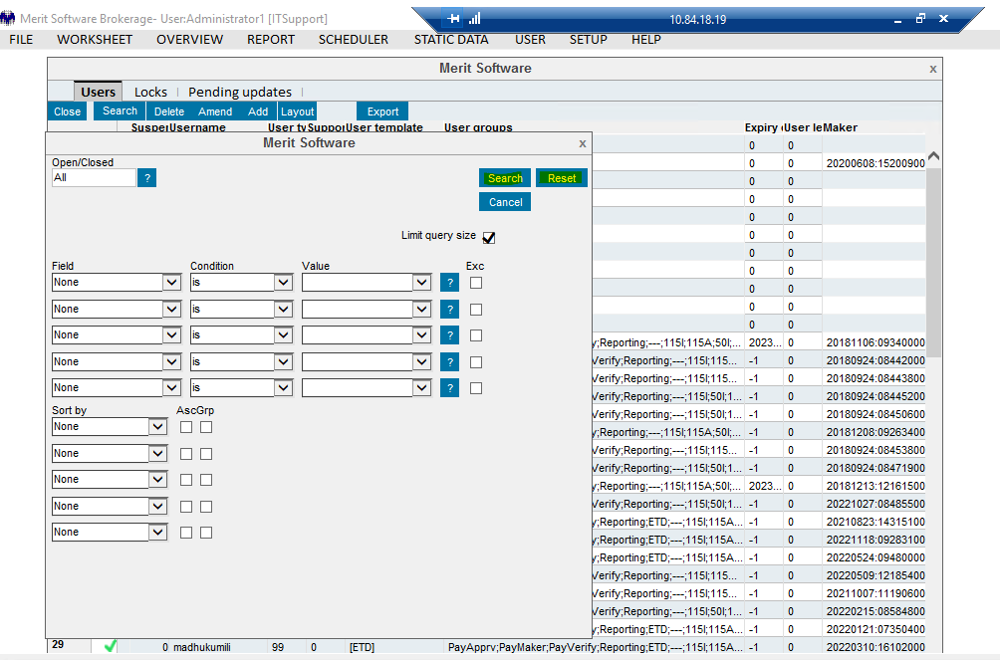 Merit Software Brokerage- User:Administrator1 [ITSupport]
10.84.18.19
FILE WORKSHEET OVERVIEW REPORT SCHEDULER STATIC DATA USER SETUP HELP
Merit Software x
Users Locks Pending updates
Close Search Delete Amend Add Layout Export
Suspe Username User ty Suppor User template User groups Expiry User le Maker
Merit Software x
Open/Closed
All ?
Search Reset
Cancel
Limit query size
Field Condition Value Exc
None is ?
None is ?
None is ?
None is ?
None is ?
Sort by AscGrp
None
None
None
None
None
0 0
0 0 20200608:15200900
0 0
0 0
0 0
0 0
0 0
0 0
0 0
0 0
0 0
y;Reporting;---;115I;115A;50I;... 2023... 0 20181106:09340000
Verify;Reporting;---;115I;115... -1 0 20180924:08442000
Verify;Reporting;---;115I;115... -1 0 20180924:08443800
Verify;Reporting;---;115I;50I;1... -1 0 20180924:08445200
Verify;Reporting;---;115I;50I;1... -1 0 20180924:08450600
y;Reporting;---;115I;115A;50I;... -1 0 20181208:09263400
Verify;Reporting;---;115I;115... -1 0 20180924:08453800
Verify;Reporting;---;115I;50I;1... -1 0 20180924:08471900
y;Reporting;---;115I;115A;50I;... 2023... 0 20181213:12161500
Verify;Reporting;---;115I;50I;1... -1 0 20221027:08485500
y;Reporting;ETD;---;115I;115A... -1 0 20210823:14315100
y;Reporting;ETD;---;115I;115A... -1 0 20221118:09283100
y;Reporting;ETD;---;115I;115A... -1 0 20220524:09480000
Verify;Reporting;---;115I;115... -1 0 20220509:12185400
Verify;Reporting;---;115I;115... -1 0 20211007:11190600
Verify;Reporting;---;115I;50I;1... -1 0 20220215:08584800
y;Reporting;ETD;---;115I;115A... -1 0 20220121:07350400
29 0 madhukumili 99 0 [ETD] PayApprv;PayMaker;PayVerify;Reporting;ETD;---;115I;115A... -1 0 20220310:16102000